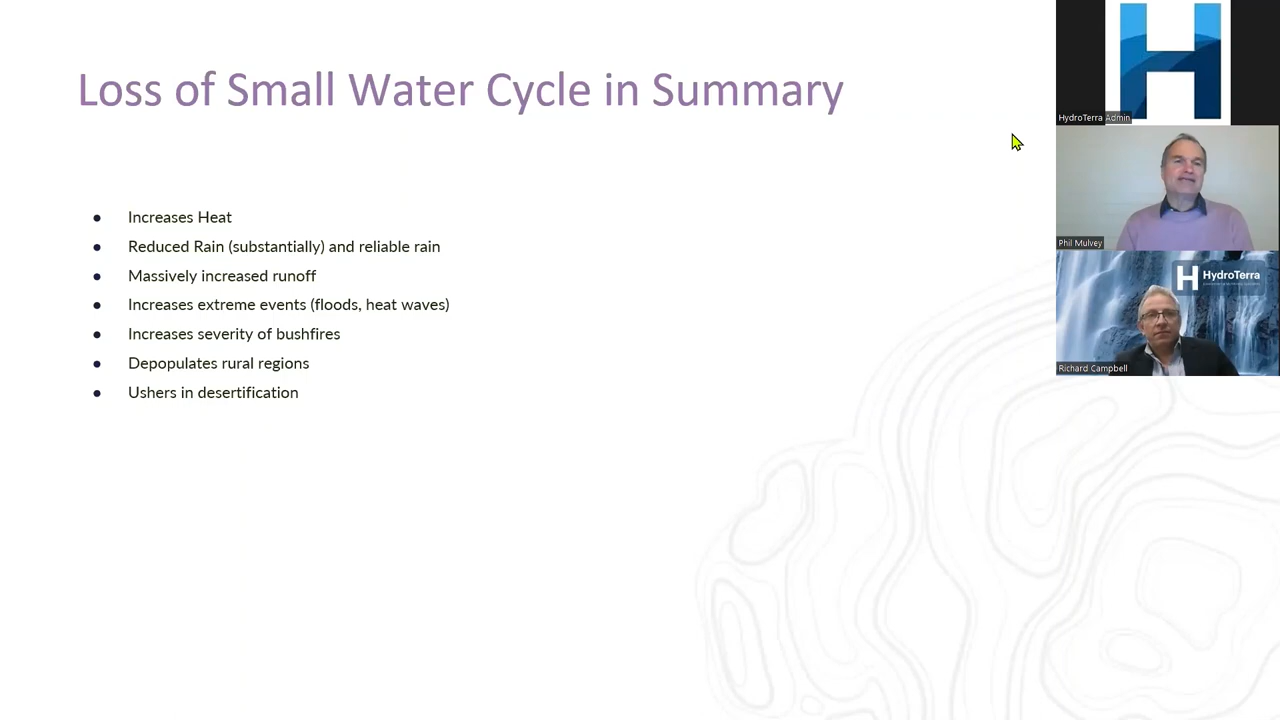 Loss of Small Water Cycle in Summary
● Increases Heat
● Reduced Rain (substantially) and reliable rain
● Massively increased runoff
● Increases extreme events (floods, heat waves)
● Increases severity of bushfires
● Depopulates rural regions
● Ushers in desertification
H
HydroTerra Admin
Phil Mulvey
H HydroTerra
Richard Campbell